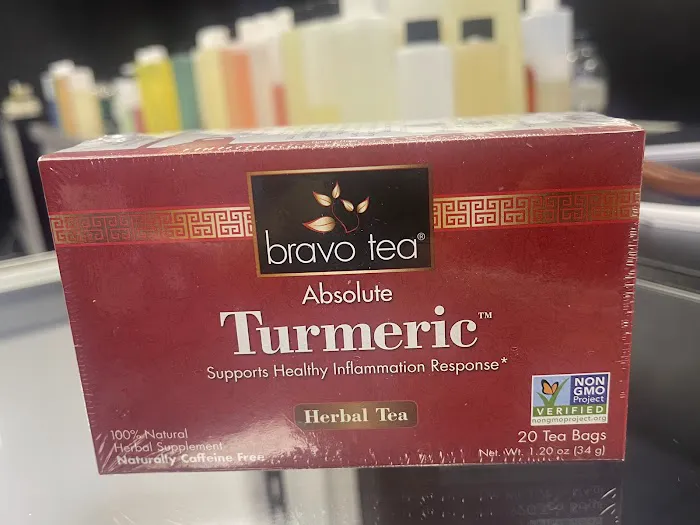 bravo tea®
Absolute
Turmeric™
Supports Healthy Inflammation Response*
Herbal Tea
100% Natural
Herbal Supplement
Naturally Caffeine Free
NON
GMO
Project
VERIFIED
nongmoproject.org
20 Tea Bags
Net. Wt. 1.20 oz (34 g)